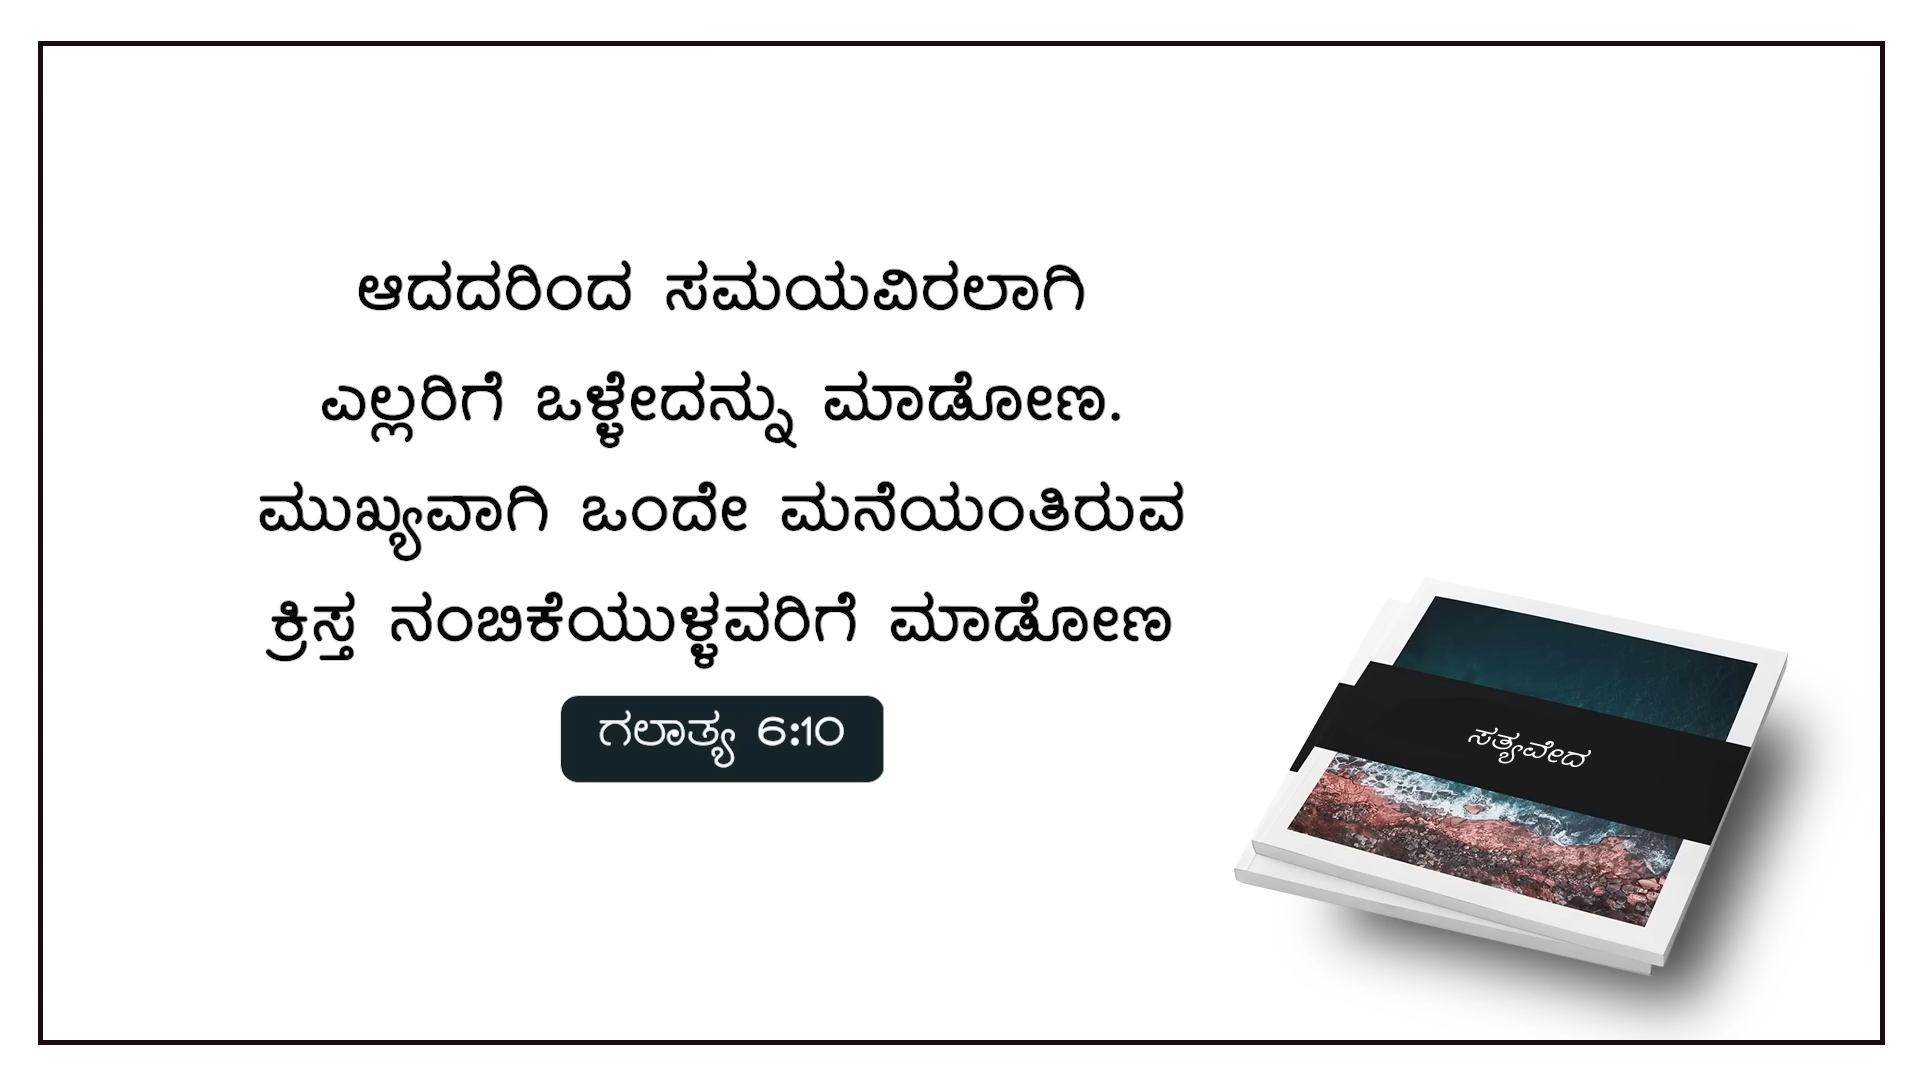 ಆದದರಿಂದ ಸಮಯವಿರಲಾಗಿ
ಎಲ್ಲರಿಗೆ ಒಳ್ಳೇದನ್ನು ಮಾಡೋಣ.
ಮುಖ್ಯವಾಗಿ ಒಂದೇ ಮನೆಯಂತಿರುವ
ಕ್ರಿಸ್ತ ನಂಬಿಕೆಯುಳ್ಳವರಿಗೆ ಮಾಡೋಣ
ಗಲಾತ್ಯ 6:10
ಸತ್ಯವೇದ